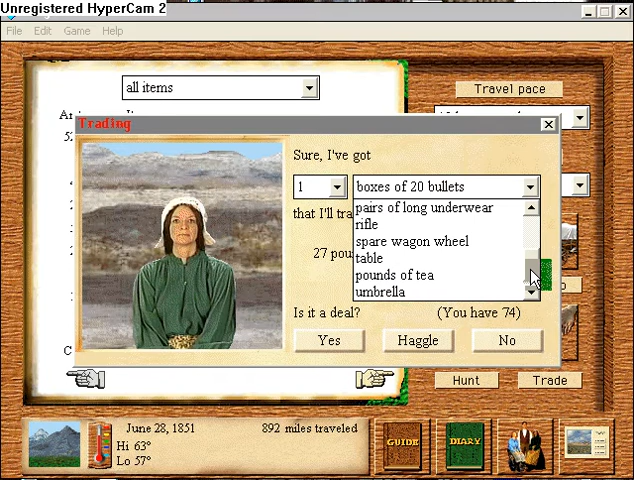 Unregistered HyperCam 2
File Edit Game Help
all items
Travel pace
Trading
Sure, I've got
1
boxes of 20 bullets
pairs of long underwear
that I'll tra
rifle
spare wagon wheel
27 pou
table
pounds of tea
umbrella
Is it a deal? (You have 74)
Yes Haggle No
Hunt Trade
June 28, 1851 892 miles traveled
Hi 63°
Lo 57°
GUIDE DIARY